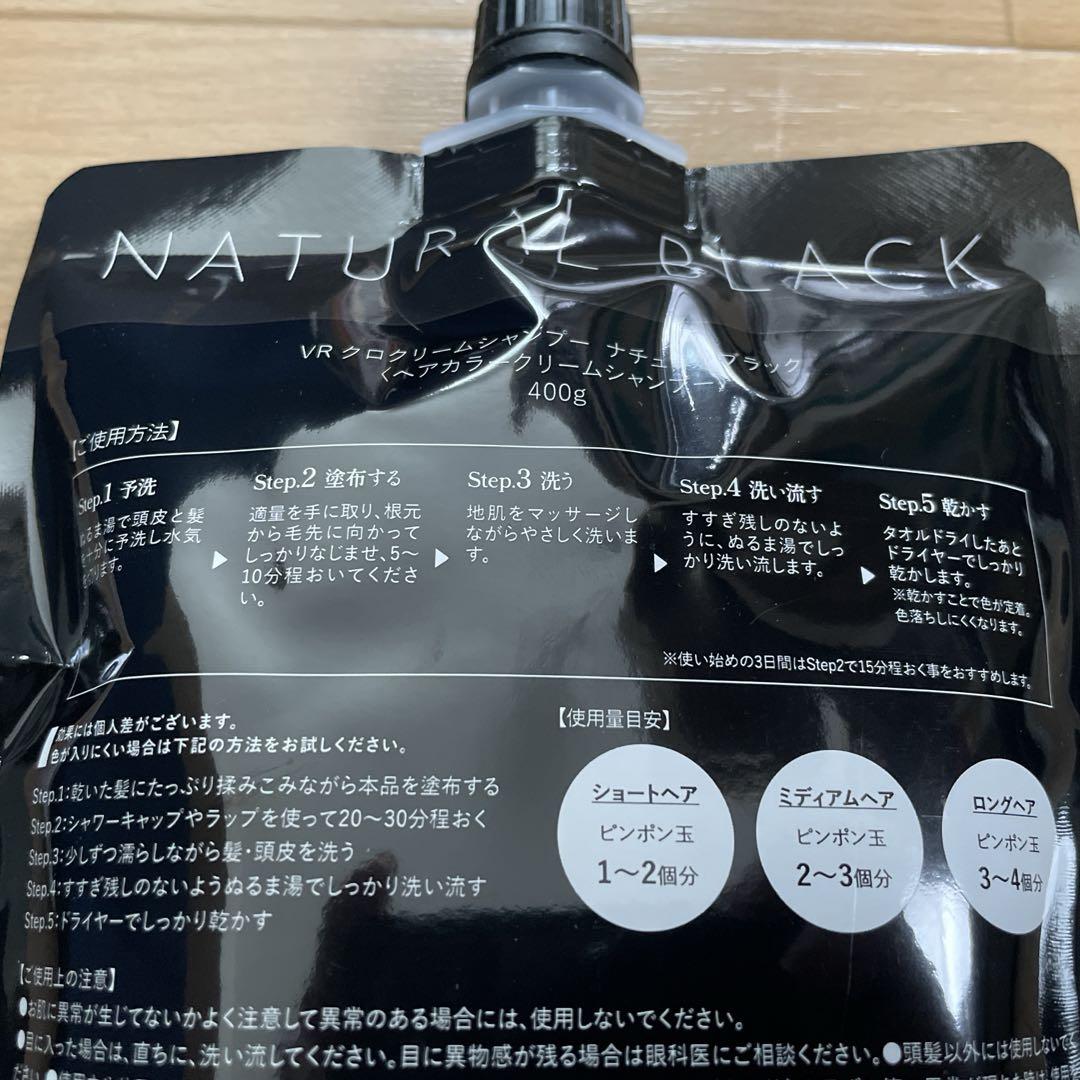 NATURAL BLACK
VR クロクリームシャンプー ナチュ ブラック
〈ヘアカラークリームシャンプー
400g
【ご使用方法】
Step.1 予洗
るま湯で頭皮と髪
十分に予洗し水気
ります。
Step.2 塗布する
適量を手に取り、根元
から毛先に向かって
しっかりなじませ、5〜
10分程おいてくださ
い。
Step.3 洗う
地肌をマッサージし
ながらやさしく洗いま
す。
Step.4 洗い流す
すすぎ残しのないよ
うに、ぬるま湯でしっ
かり洗い流します。
Step.5 乾かす
タオルドライしたあと
ドライヤーでしっかり
乾かします。
※乾かすことで色が定着。
色落ちしにくくなります。
※使い始めの3日間はStep2で15分程おく事をおすすめします。
効果には個人差がございます。
色が入りにくい場合は下記の方法をお試しください。
Step.1:乾いた髪にたっぷり揉みこみながら本品を塗布する
Step.2:シャワーキャップやラップを使って20〜30分程おく
Step.3:少しずつ濡らしながら髪・頭皮を洗う
Step.4:すすぎ残しのないようぬるま湯でしっかり洗い流す
Step.5:ドライヤーでしっかり乾かす
【使用量目安】
ショートヘア
ピンポン玉
1〜2個分
ミディアムヘア
ピンポン玉
2〜3個分
ロングヘア
ピンポン玉
3〜4個分
【ご使用上の注意】
●お肌に異常が生じてないかよく注意して異常のある場合には、使用しないでください。
●目に入った場合は、直ちに、洗い流してください。目に異物感が残る場合は眼科医にご相談ください。●頭髪以外には使用しないで